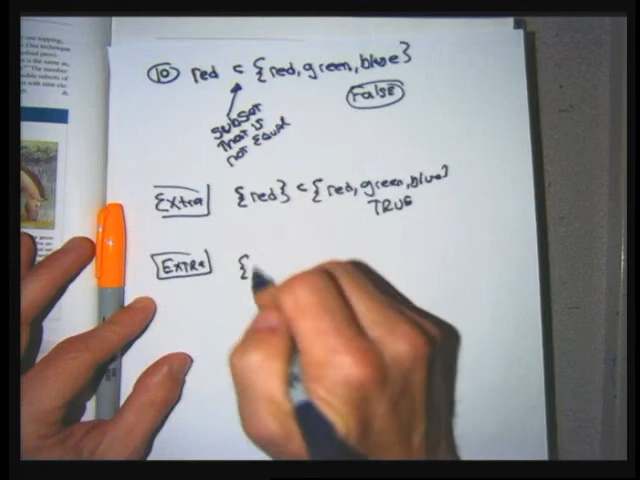 10 red ⊂ {red, green, blue}
False
subset
that is
not equal
Extra {red} ⊂ {red, green, blue}
TRUE
EXTRA {